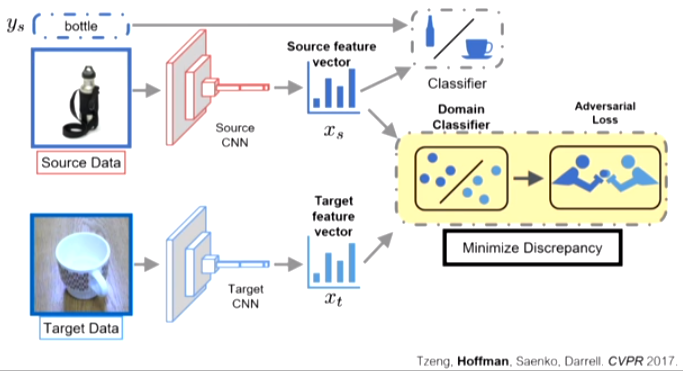 y_s
bottle
Source Data
Source
CNN
Source feature
vector
x_s
Classifier
Domain
Classifier
Adversarial
Loss
Minimize Discrepancy
Target Data
Target
CNN
Target
feature
vector
x_t
Tzeng, Hoffman, Saenko, Darrell. CVPR 2017.